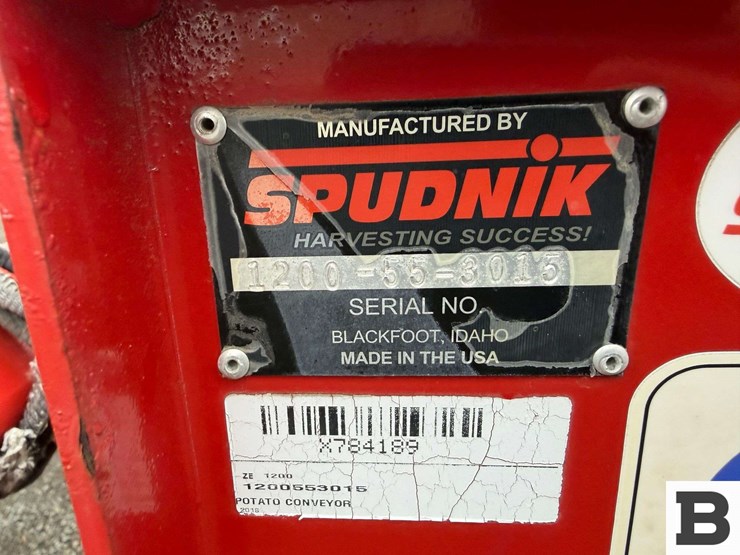 MANUFACTURED BY
SPUDNIK
HARVESTING SUCCESS!
1200-55-3015
SERIAL NO
BLACKFOOT, IDAHO
MADE IN THE USA
X784189
ZE 1200
1200553015
POTATO CONVEYOR
2015
B